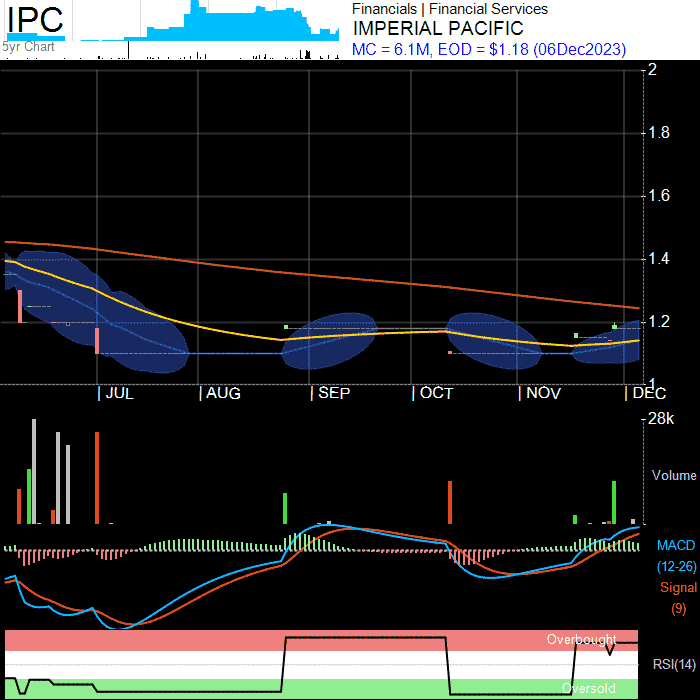 IPC
5yr Chart
Financials | Financial Services
IMPERIAL PACIFIC
MC = 6.1M, EOD = $1.18 (06Dec2023)
2
1.8
1.6
1.4
1.2
1
| JUL | AUG | SEP | OCT | NOV | DEC
28k
Volume
MACD
(12-26)
Signal
(9)
Overbought
RSI(14)
Oversold